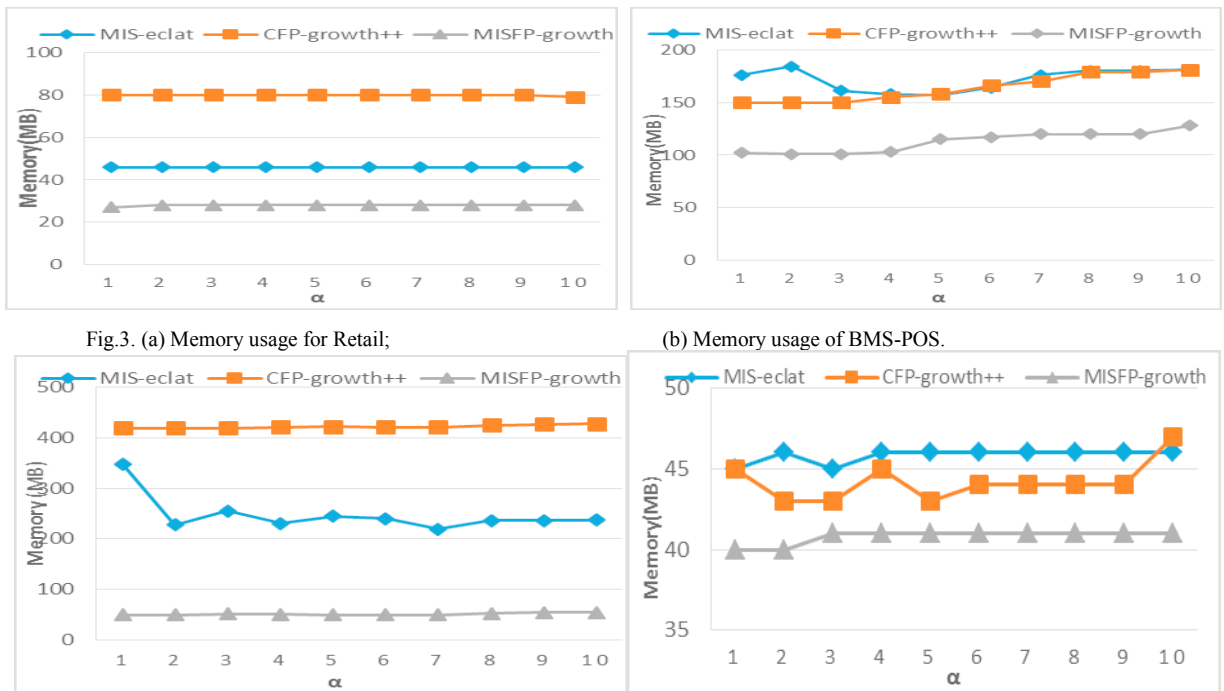 MIS-eclat CFP-growth++ MISFP-growth
100
80
60
40
20
0
Memory(MB)
1 2 3 4 5 6 7 8 9 10
α
MIS-eclat CFP-growth++ MISFP-growth
200
150
100
50
0
Memory(MB)
1 2 3 4 5 6 7 8 9 10
α
Fig.3. (a) Memory usage for Retail;
(b) Memory usage of BMS-POS.
MIS-eclat CFP-growth++ MISFP-growth
500
400
300
200
100
0
Memory (MB)
1 2 3 4 5 6 7 8 9 10
α
MIS-eclat CFP-growth++ MISFP-growth
50
45
40
35
Memory(MB)
1 2 3 4 5 6 7 8 9 10
α